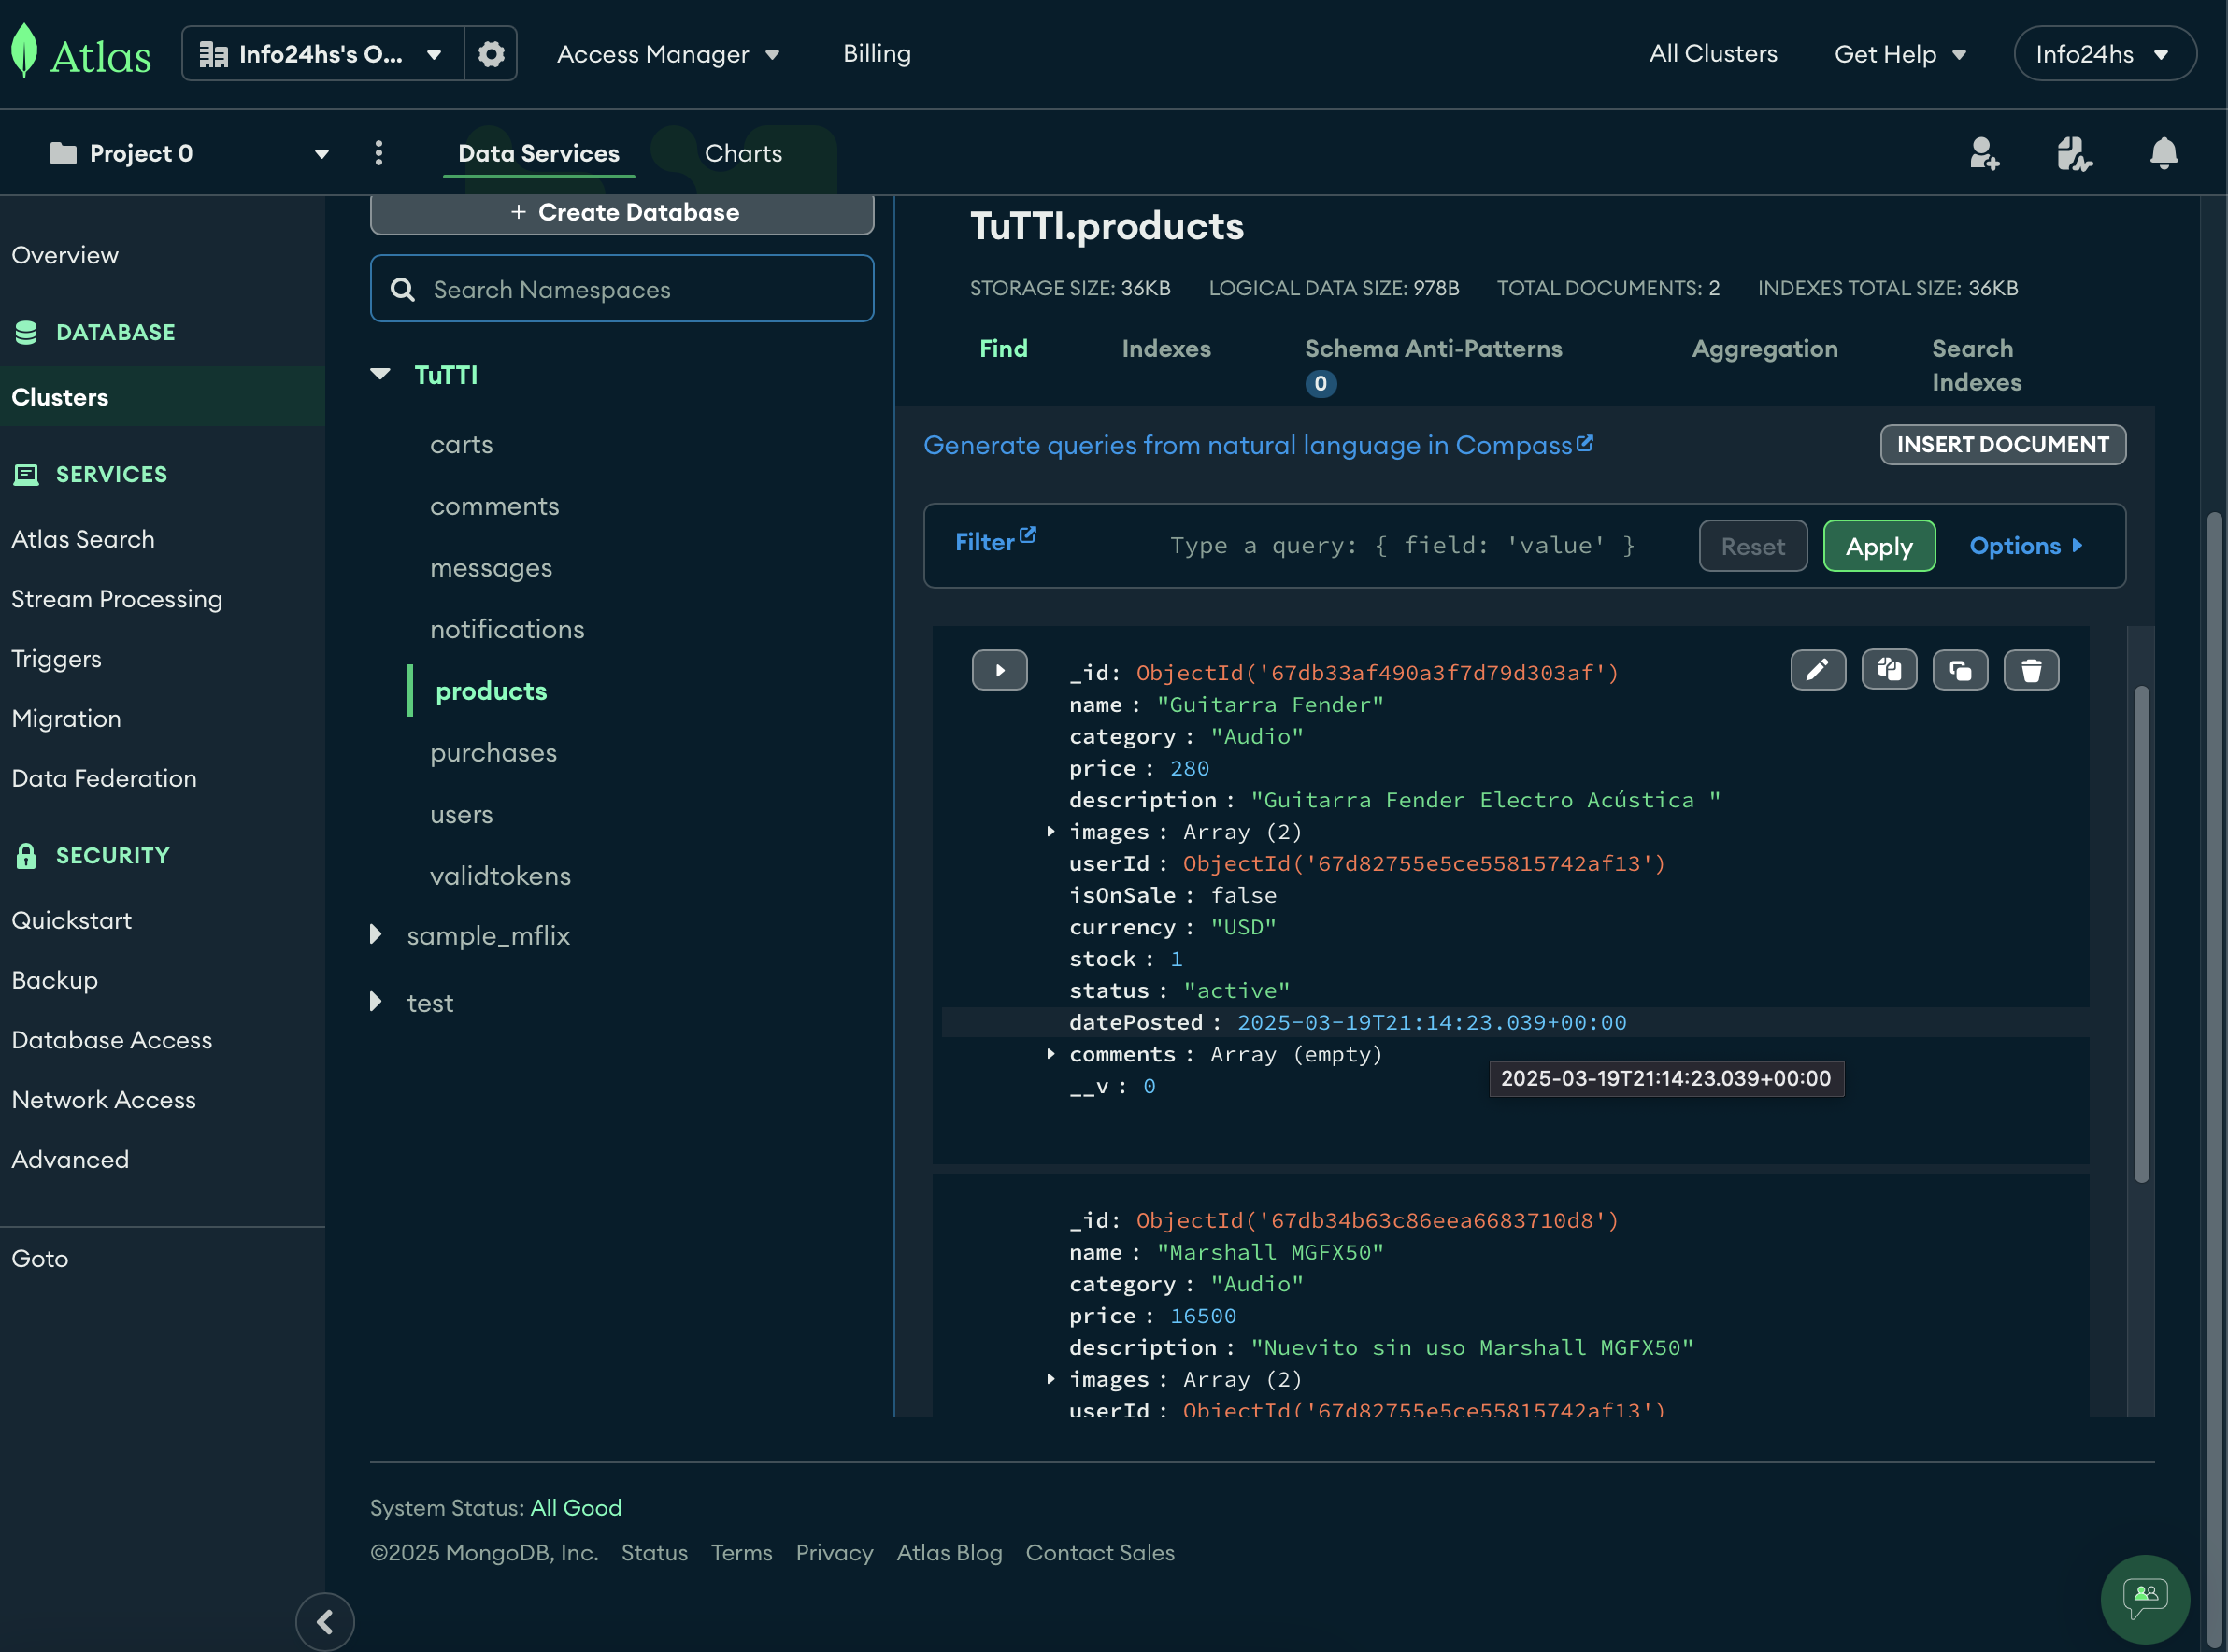 Atlas
Info24hs's O...
Access Manager
Billing
All Clusters
Get Help
Info24hs
Project 0
Data Services
Charts
Overview
DATABASE
Clusters
SERVICES
Atlas Search
Stream Processing
Triggers
Migration
Data Federation
SECURITY
Quickstart
Backup
Database Access
Network Access
Advanced
Goto
+ Create Database
Search Namespaces
TuTTI
carts
comments
messages
notifications
products
purchases
users
validtokens
sample_mflix
test
TuTTI.products
STORAGE SIZE: 36KB LOGICAL DATA SIZE: 978B TOTAL DOCUMENTS: 2 INDEXES TOTAL SIZE: 36KB
Find
Indexes
Schema Anti-Patterns
0
Aggregation
Search
Indexes
Generate queries from natural language in Compass
INSERT DOCUMENT
Filter
Type a query: { field: 'value' }
Reset
Apply
Options
_id: ObjectId('67db33af490a3f7d79d303af')
name : "Guitarra Fender"
category : "Audio"
price : 280
description : "Guitarra Fender Electro Acústica "
images : Array (2)
userId : ObjectId('67d82755e5ce55815742af13')
isOnSale : false
currency : "USD"
stock : 1
status : "active"
datePosted : 2025-03-19T21:14:23.039+00:00
comments : Array (empty)
2025-03-19T21:14:23.039+00:00
__v : 0
_id: ObjectId('67db34b63c86eea6683710d8')
name : "Marshall MGFX50"
category : "Audio"
price : 16500
description : "Nuevito sin uso Marshall MGFX50"
images : Array (2)
userId : ObjectId('67d82755e5ce55815742af13')
System Status: All Good
©2025 MongoDB, Inc. Status Terms Privacy Atlas Blog Contact Sales